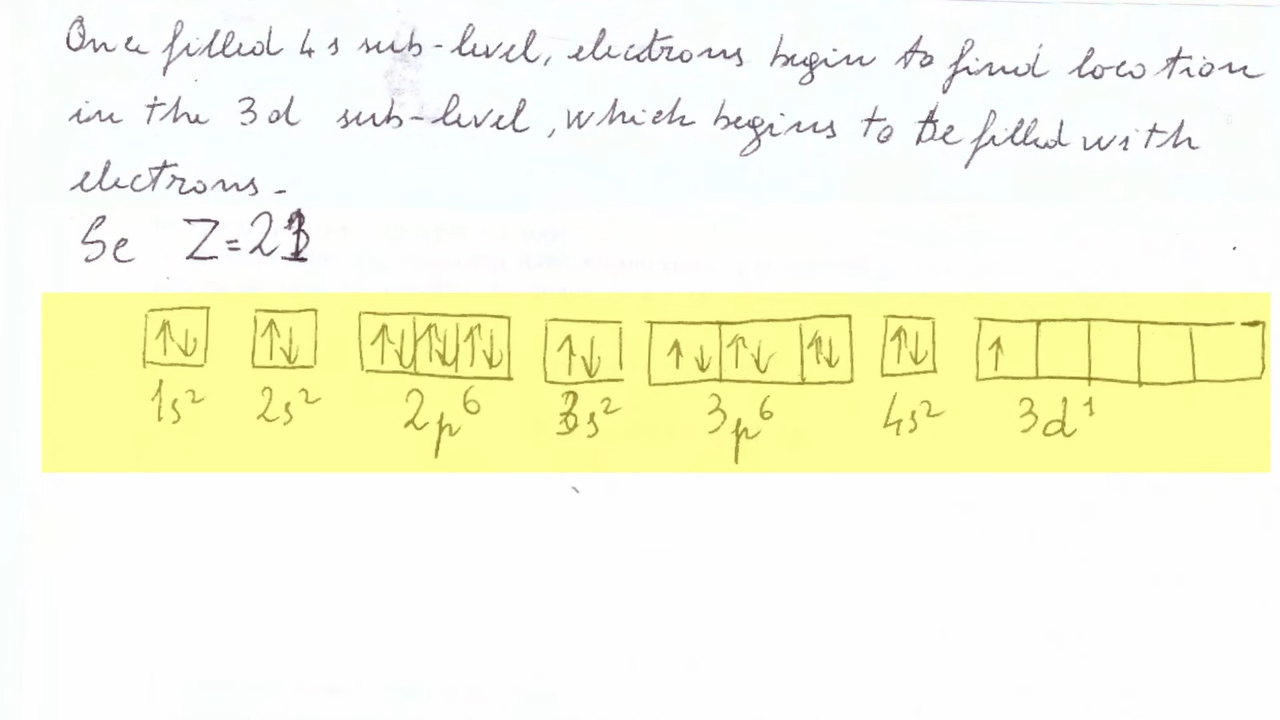 Once filled 4s sub-level, electrons begin to find location
in the 3d sub-level, which begins to be filled with
electrons.
Sc Z=21
↑↓ ↑↓ ↑↓ ↑↓ ↑↓ ↑↓ ↑↓ ↑↓ ↑↓ ↑↓ ↑
1s² 2s² 2p⁶ 3s² 3p⁶ 4s² 3d¹